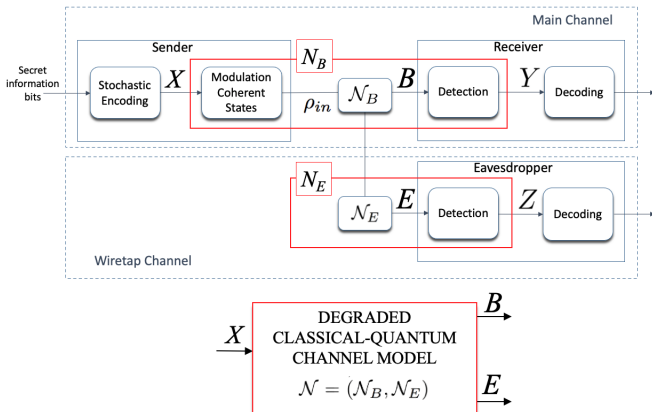 Main Channel
Sender
Receiver
N_B
Secret
information
bits
Stochastic
Encoding
X
Modulation
Coherent
States
ρ_in
𝒩_B
B
Detection
Y
Decoding
Eavesdropper
N_E
𝒩_E
E
Detection
Z
Decoding
Wiretap Channel
X
DEGRADED
CLASSICAL-QUANTUM
CHANNEL MODEL
𝒩 = (𝒩_B, 𝒩_E)
B
E